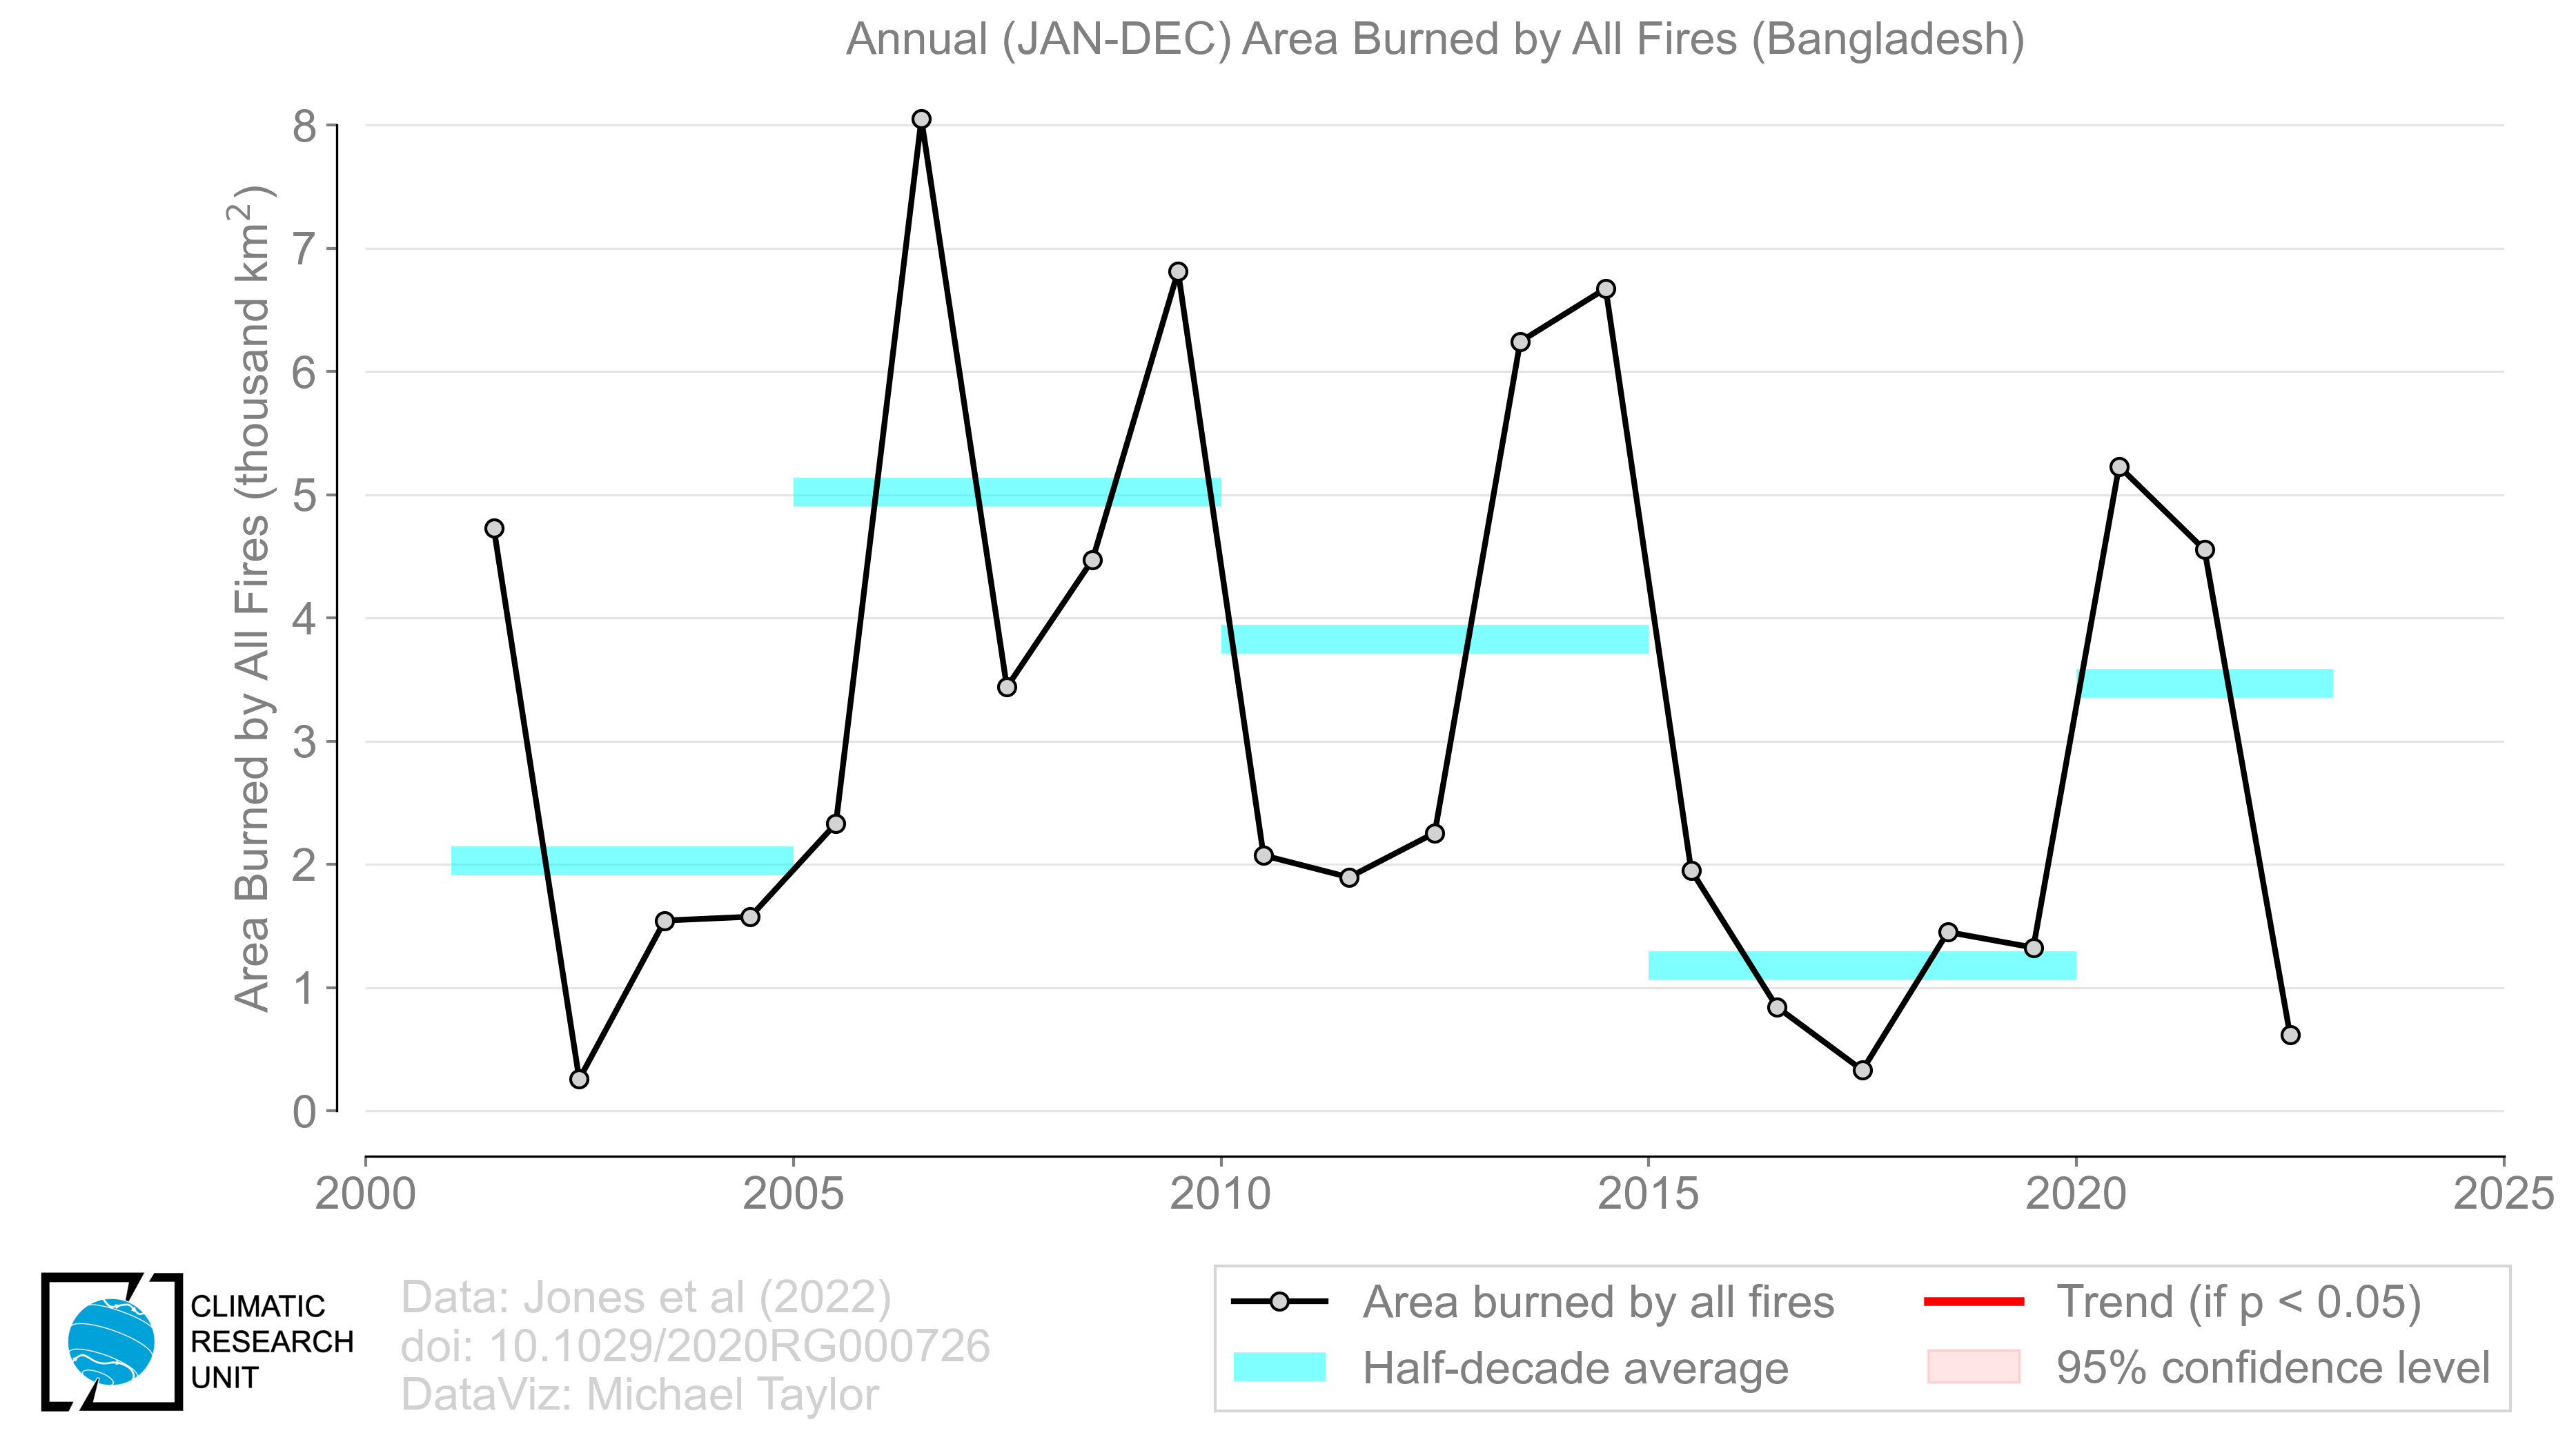 Annual (JAN-DEC) Area Burned by All Fires (Bangladesh)
Area Burned by All Fires (thousand km²)
8
7
6
5
4
3
2
1
0
2000 2005 2010 2015 2020 2025
CLIMATIC
RESEARCH
UNIT
Data: Jones et al (2022)
doi: 10.1029/2020RG000726
DataViz: Michael Taylor
Area burned by all fires
Half-decade average
Trend (if p < 0.05)
95% confidence level